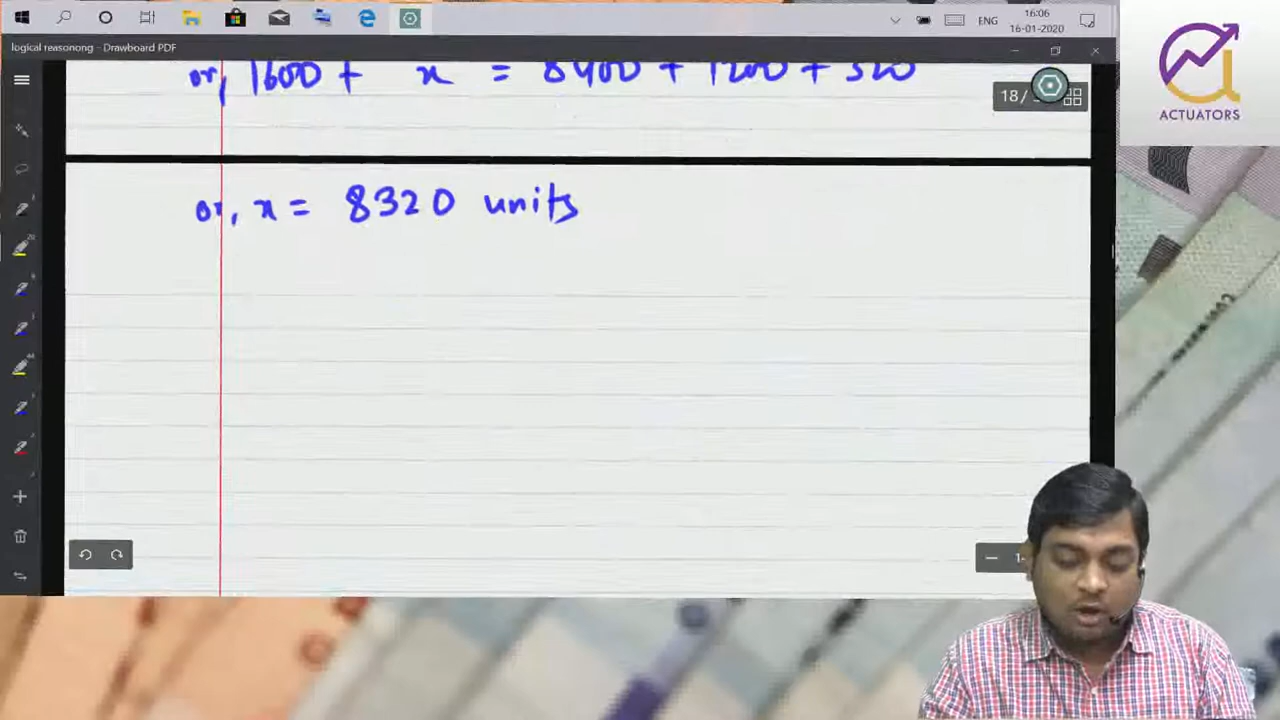 16:06
ENG
16-01-2020
logical reasonong - Drawboard PDF
or, 1600 + x = 8400 + 1200 + 320
18 /
ACTUATORS
or, x = 8320 units